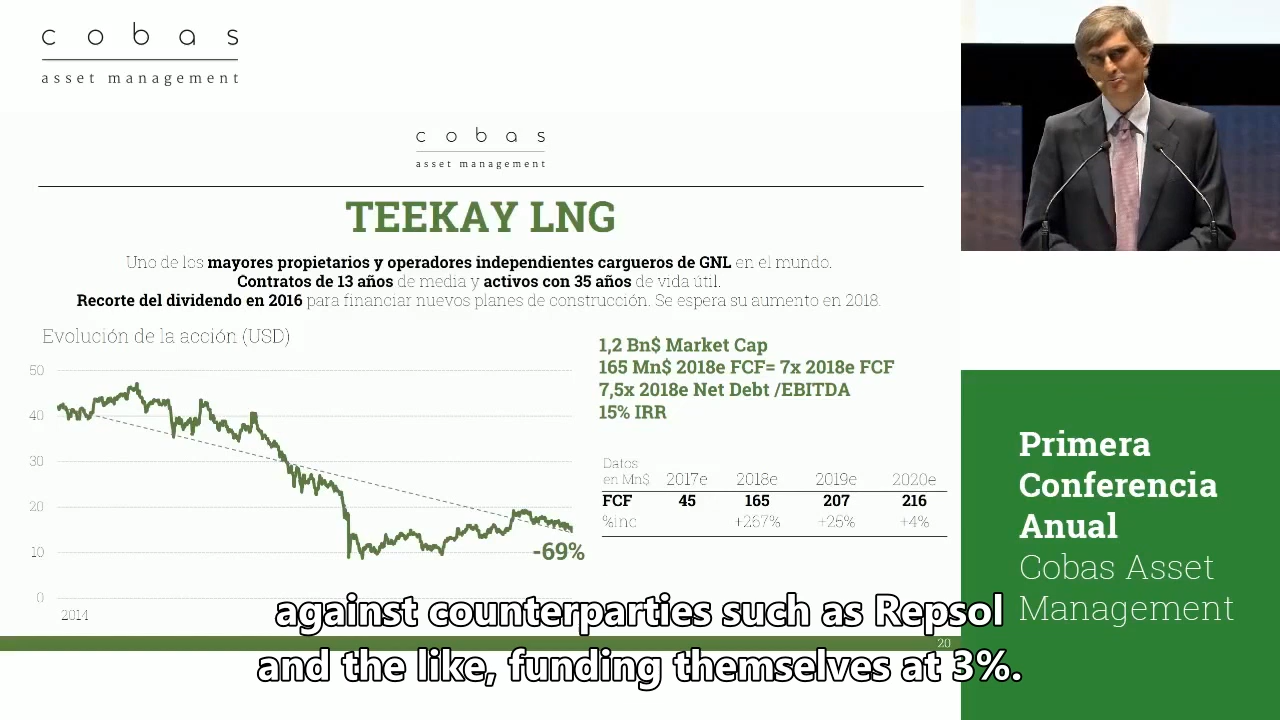 cobas
asset management
cobas
asset management
TEEKAY LNG
Uno de los mayores propietarios y operadores independientes cargueros de GNL en el mundo.
Contratos de 13 años de media y activos con 35 años de vida útil.
Recorte del dividendo en 2016 para financiar nuevos planes de construcción. Se espera su aumento en 2018.
Evolución de la acción (USD)
50
40
30
20
10
0
2014
-69%
1,2 Bn$ Market Cap
165 Mn$ 2018e FCF= 7x 2018e FCF
7,5x 2018e Net Debt /EBITDA
15% IRR
Datos
en Mn$ 2017e 2018e 2019e 2020e
FCF 45 165 207 216
%inc +267% +26% +4%
20
Primera
Conferencia
Anual
Cobas Asset
Management
against counterparties such as Repsol
and the like, funding themselves at 3%.